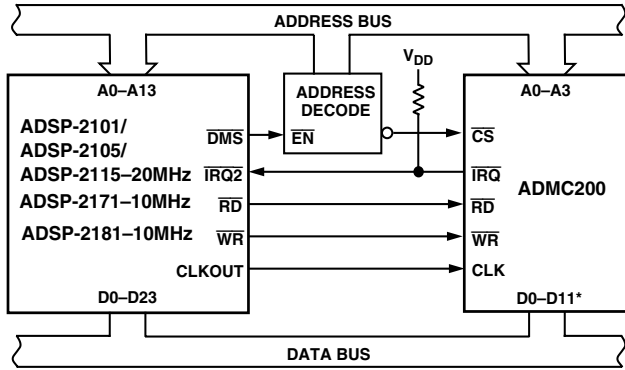 ADDRESS BUS
A0–A13
ADSP-2101/
ADSP-2105/
ADSP-2115–20MHz
ADSP-2171–10MHz
ADSP-2181–10MHz
DMS
IRQ2
RD
WR
CLKOUT
D0–D23
ADDRESS
DECODE
EN
VDD
A0–A3
CS
IRQ
ADMC200
RD
WR
CLK
D0–D11*
DATA BUS